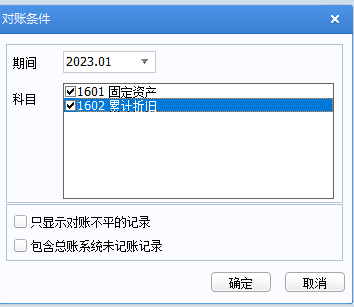 对账条件
期间 2023.01
科目
1601 固定资产
1602 累计折旧
只显示对账不平的记录
包含总账系统未记账记录
确定 取消